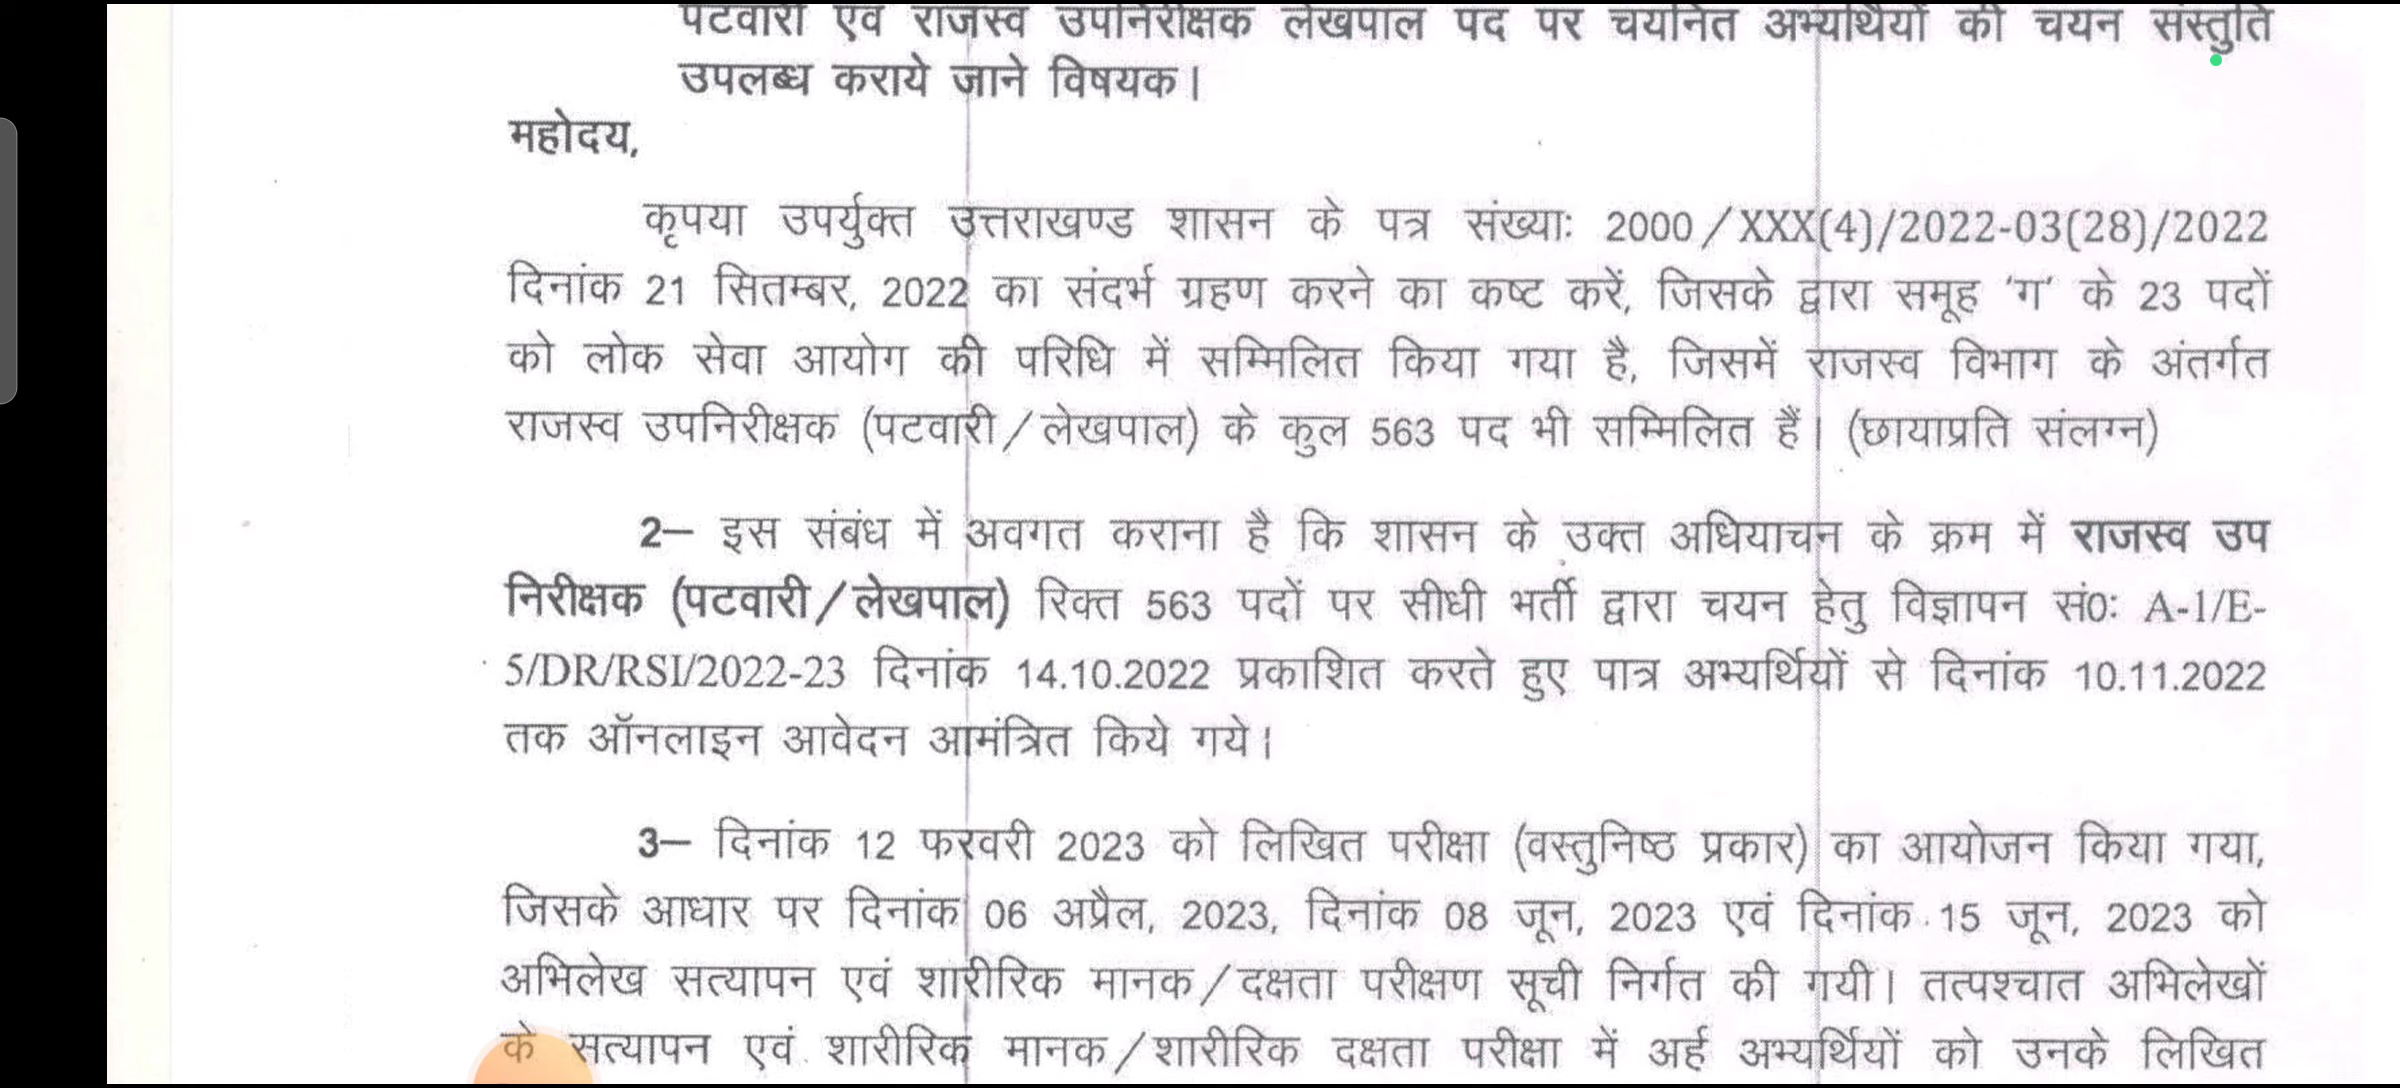 पटवारी एवं राजस्व उपनिरीक्षक लेखपाल पद पर चयनित अभ्यर्थियों की चयन संस्तुति
उपलब्ध कराये जाने विषयक।
महोदय,
कृपया उपर्युक्त उत्तराखण्ड शासन के पत्र संख्याः 2000/XXX(4)/2022-03(28)/2022
दिनांक 21 सितम्बर, 2022 का संदर्भ ग्रहण करने का कष्ट करें, जिसके द्वारा समूह 'ग' के 23 पदों
को लोक सेवा आयोग की परिधि में सम्मिलित किया गया है, जिसमें राजस्व विभाग के अंतर्गत
राजस्व उपनिरीक्षक (पटवारी/लेखपाल) के कुल 563 पद भी सम्मिलित हैं। (छायाप्रति संलग्न)
2— इस संबंध में अवगत कराना है कि शासन के उक्त अधियाचन के क्रम में राजस्व उप
निरीक्षक (पटवारी/लेखपाल) रिक्त 563 पदों पर सीधी भर्ती द्वारा चयन हेतु विज्ञापन सं0ः A-1/E-
5/DR/RSI/2022-23 दिनांक 14.10.2022 प्रकाशित करते हुए पात्र अभ्यर्थियों से दिनांक 10.11.2022
तक ऑनलाइन आवेदन आमंत्रित किये गये।
3— दिनांक 12 फरवरी 2023 को लिखित परीक्षा (वस्तुनिष्ठ प्रकार) का आयोजन किया गया,
जिसके आधार पर दिनांक 06 अप्रैल, 2023, दिनांक 08 जून, 2023 एवं दिनांक 15 जून, 2023 को
अभिलेख सत्यापन एवं शारीरिक मानक/दक्षता परीक्षण सूची निर्गत की गयी। तत्पश्चात अभिलेखों
के सत्यापन एवं शारीरिक मानक/शारीरिक दक्षता परीक्षा में अर्ह अभ्यर्थियों को उनके लिखित